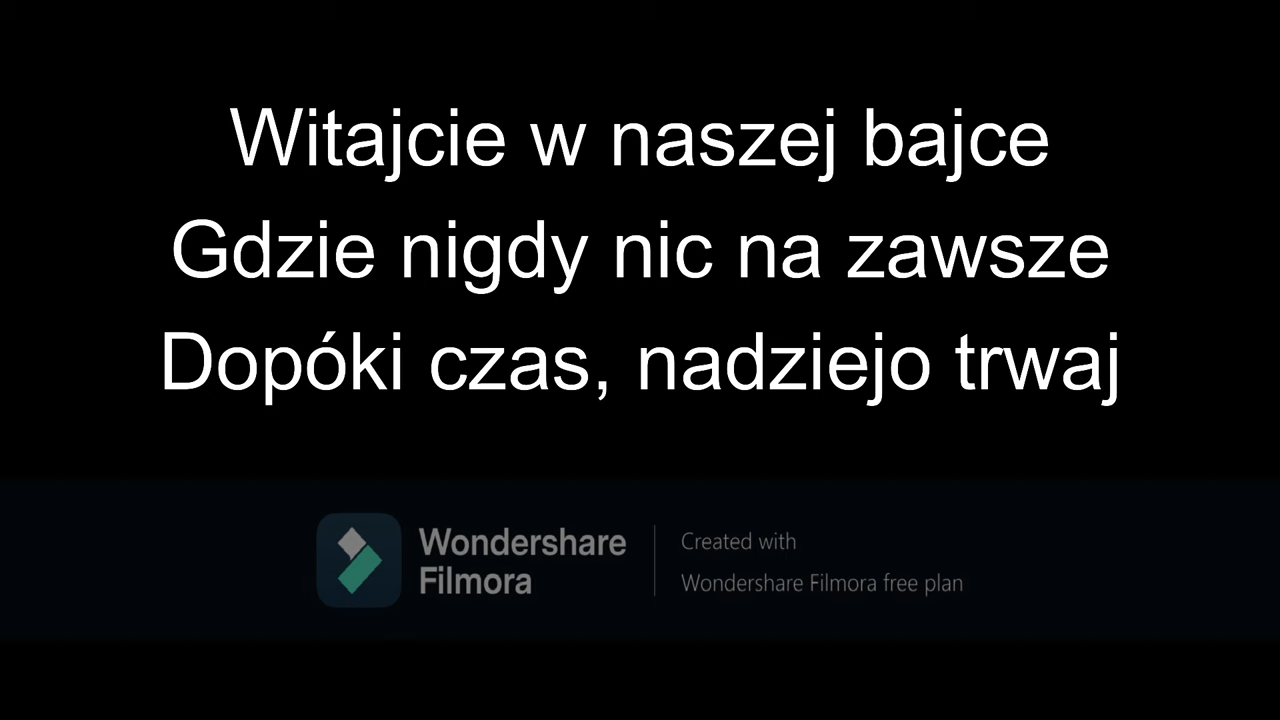 Witajcie w naszej bajce
Gdzie nigdy nic na zawsze
Dopóki czas, nadziejo trwaj
Wondershare
Filmora
Created with
Wondershare Filmora free plan